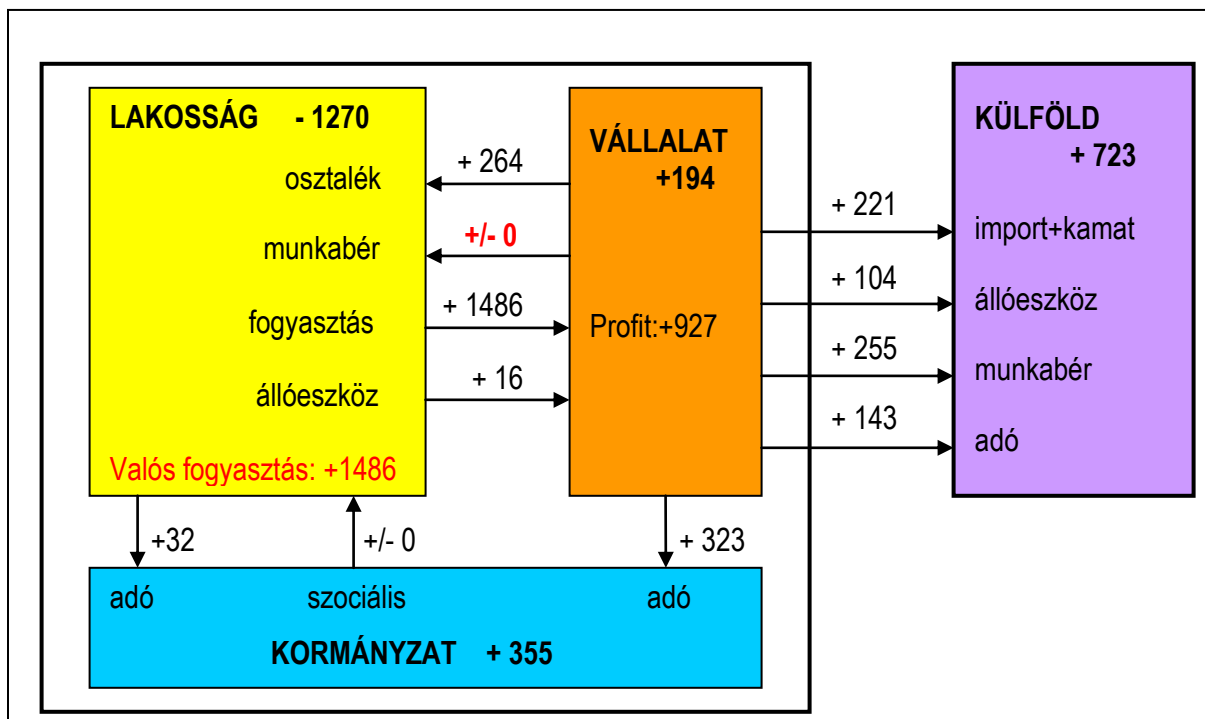 LAKOSSÁG - 1270
osztalék
munkabér
fogyasztás
állóeszköz
Valós fogyasztás: +1486
+ 264
+/- 0
+ 1486
+ 16
VÁLLALAT
+194
Profit:+927
+ 221
+ 104
+ 255
+ 143
KÜLFÖLD
+ 723
import+kamat
állóeszköz
munkabér
adó
+32
+/- 0
+ 323
adó szociális adó
KORMÁNYZAT + 355